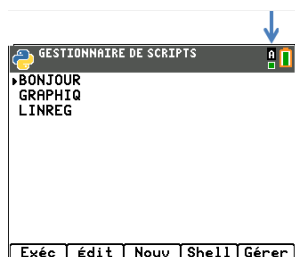 GESTIONNAIRE DE SCRIPTS A
BONJOUR
GRAPHIQ
LINREG
Exéc édit Nouv Shell Gérer